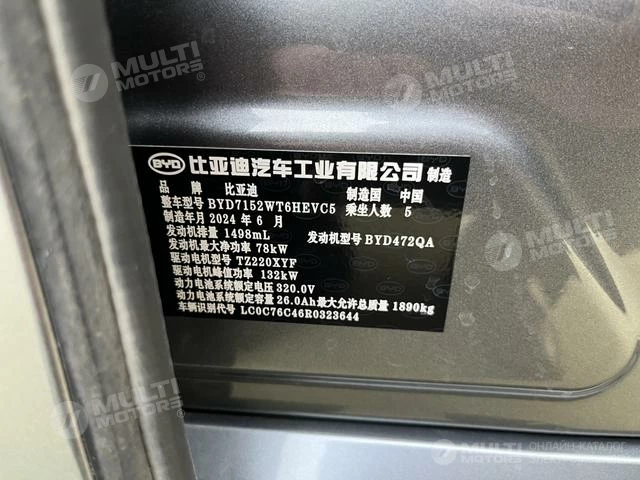 MULTI MOTORS
MULTI MOTORS
BYD 比亚迪汽车工业有限公司 制造
品 牌 比亚迪 制造国 中国
整车型号 BYD7152WT6HEVC5 乘坐人数 5
制造年月 2024 年 6 月
发动机排量 1498mL 发动机型号 BYD472QA
发动机最大净功率 78kW
驱动电机型号 TZ220XYF
驱动电机峰值功率 132kW
动力电池系统额定电压 320.0V
动力电池系统额定容量 26.0Ah 最大允许总质量 1890kg
车辆识别代号 LC0C76C46R0323644
MULTI MOTORS
MULTI MOTORS
ОНЛАЙН-КАТАЛОГ